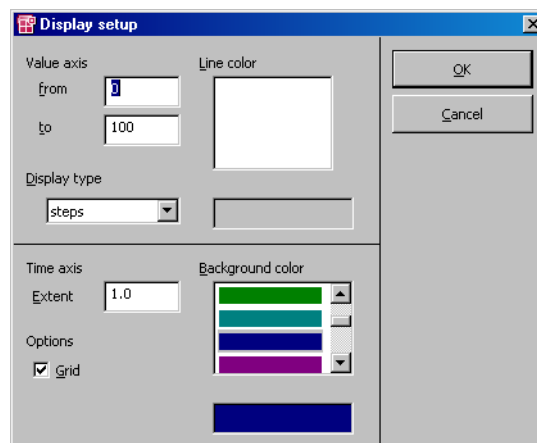 Display setup
Value axis
from
0
to
100
Line color
Display type
steps
Time axis
Extent
1.0
Background color
Options
Grid
OK
Cancel